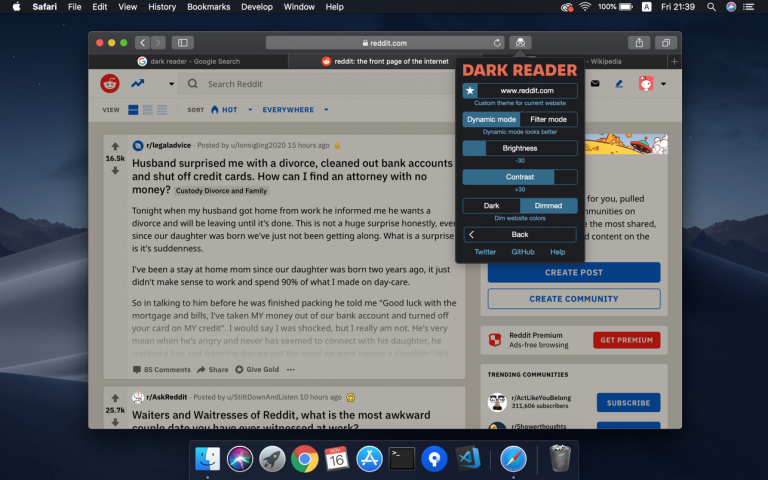 Safari File Edit View History Bookmarks Develop Window Help
100% A Fri 21:39
reddit.com
dark reader - Google Search
reddit: the front page of the internet
- Wikipedia
Search Reddit
VIEW SORT HOT EVERYWHERE
DARK READER
www.reddit.com
Custom theme for current website
Dynamic mode Filter mode
Dynamic mode looks better
Brightness
-30
Contrast
+30
Dark Dimmed
Dim website colors
Back
Twitter GitHub Help
16.5k
r/legaladvice · Posted by u/lonsigling2020 15 hours ago
Husband surprised me with a divorce, cleaned out bank accounts
and shut off credit cards. How can I find an attorney with no
money? Custody Divorce and Family
Tonight when my husband got home from work he informed me he wants a
divorce and will be leaving until it's done. This is not a huge surprise honestly, ever
since our daughter was born we've just not been getting along. What is a surprise
is it's suddenness.
I've been a stay at home mom since our daughter was born two years ago, it just
didn't make sense to work and spend 90% of what I made on day-care.
So in talking to him before he was finished packing he told me "Good luck with the
mortgage and bills, I've taken MY money out of our bank account and turned off
your card on MY credit". I would say I was shocked, but I really am not. He's very
mean when he's angry and never has seemed to connect with his daughter, he
85 Comments Share Give Gold
25.7k
r/AskReddit · Posted by u/StittDownAndListen 10 hours ago
Waiters and Waitresses of Reddit, what is the most awkward
couple date you have ever witnessed at work?
for you, pulled
mmunities on
e the most shared,
d content on the
CREATE POST
CREATE COMMUNITY
Reddit Premium
Ads-free browsing
GET PREMIUM
TRENDING COMMUNITIES
r/ActLikeYouBelong
311,606 subscribers
SUBSCRIBE
r/Showerthoughts
NOV
16